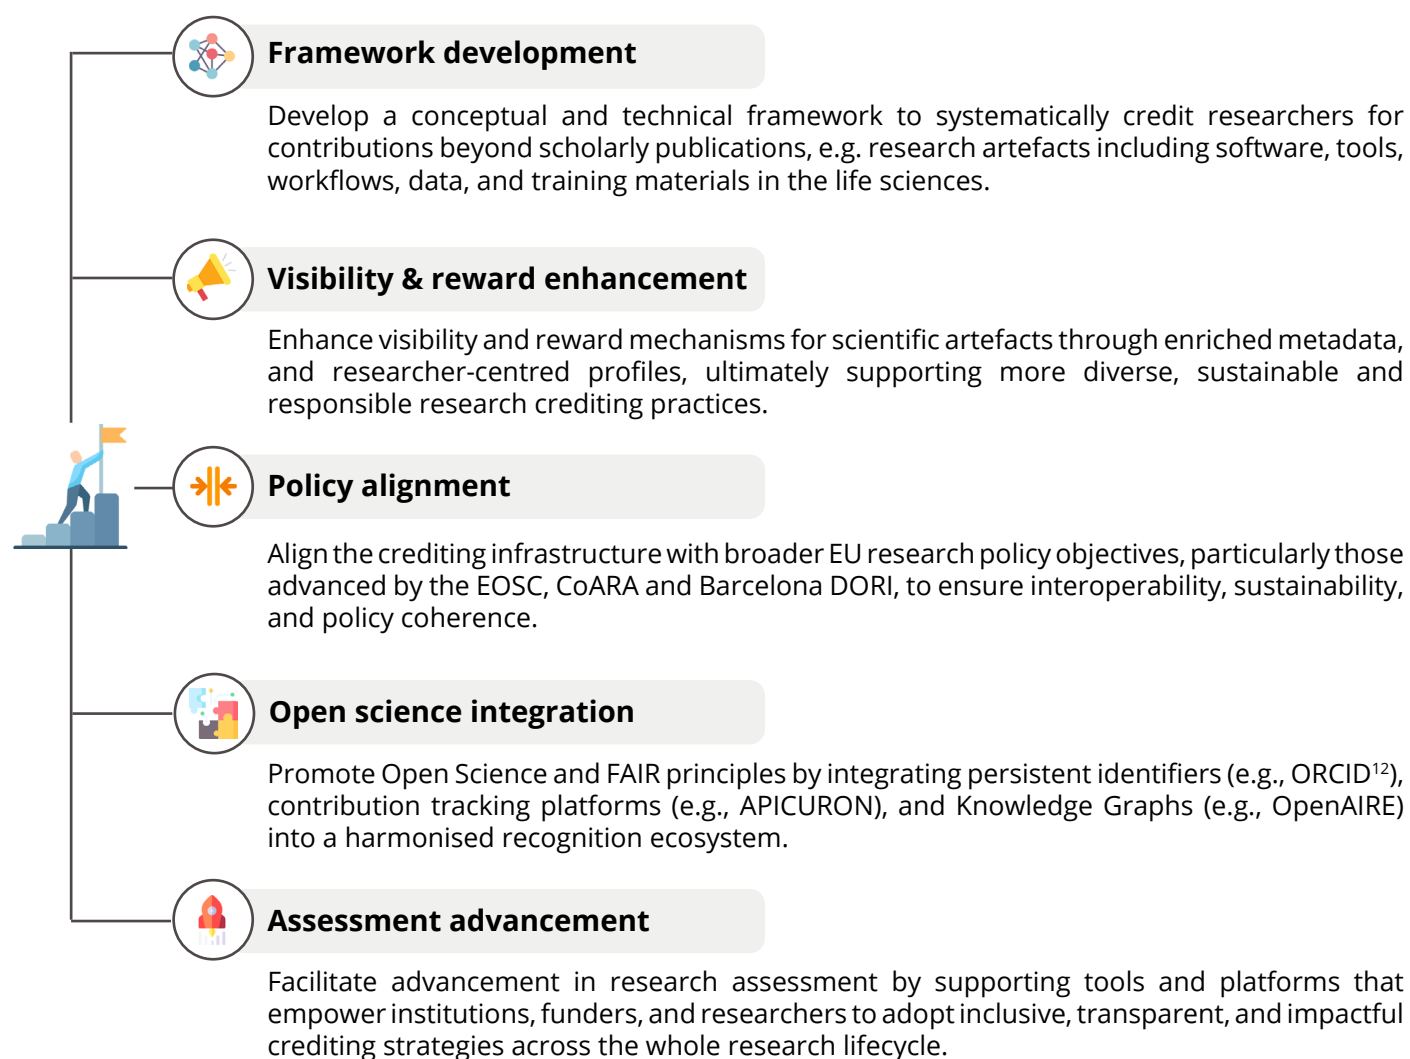 Framework development
Develop a conceptual and technical framework to systematically credit researchers for
contributions beyond scholarly publications, e.g. research artefacts including software, tools,
workflows, data, and training materials in the life sciences.
Visibility & reward enhancement
Enhance visibility and reward mechanisms for scientific artefacts through enriched metadata,
and researcher-centred profiles, ultimately supporting more diverse, sustainable and
responsible research crediting practices.
Policy alignment
Align the crediting infrastructure with broader EU research policy objectives, particularly those
advanced by the EOSC, CoARA and Barcelona DORI, to ensure interoperability, sustainability,
and policy coherence.
Open science integration
Promote Open Science and FAIR principles by integrating persistent identifiers (e.g., ORCID¹²),
contribution tracking platforms (e.g., APICURON), and Knowledge Graphs (e.g., OpenAIRE)
into a harmonised recognition ecosystem.
Assessment advancement
Facilitate advancement in research assessment by supporting tools and platforms that
empower institutions, funders, and researchers to adopt inclusive, transparent, and impactful
crediting strategies across the whole research lifecycle.